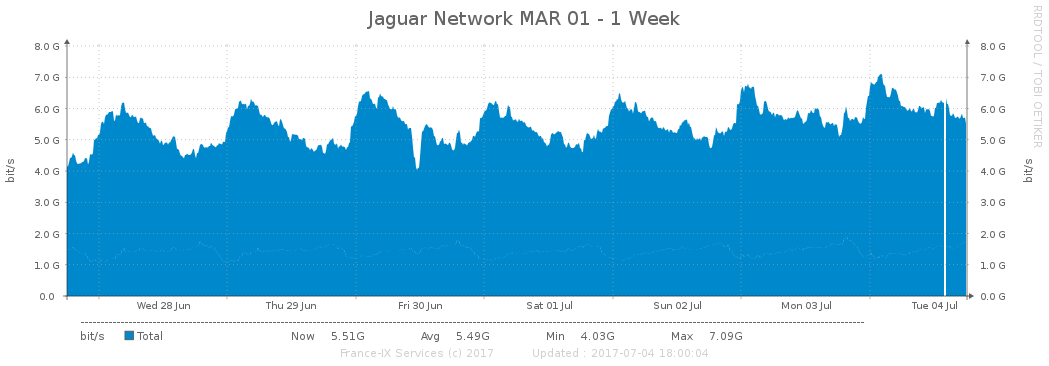 Jaguar Network MAR 01 - 1 Week
RRDTOOL / TOBI OETIKER
8.0 G 8.0 G
7.0 G 7.0 G
6.0 G 6.0 G
5.0 G 5.0 G
4.0 G 4.0 G
3.0 G 3.0 G
2.0 G 2.0 G
1.0 G 1.0 G
0.0 0.0 G
bit/s bit/s
Wed 28 Jun Thu 29 Jun Fri 30 Jun Sat 01 Jul Sun 02 Jul Mon 03 Jul Tue 04 Jul
bit/s Total Now 5.51G Avg 5.49G Min 4.03G Max 7.09G
France-IX Services (c) 2017 Updated : 2017-07-04 18:00:04